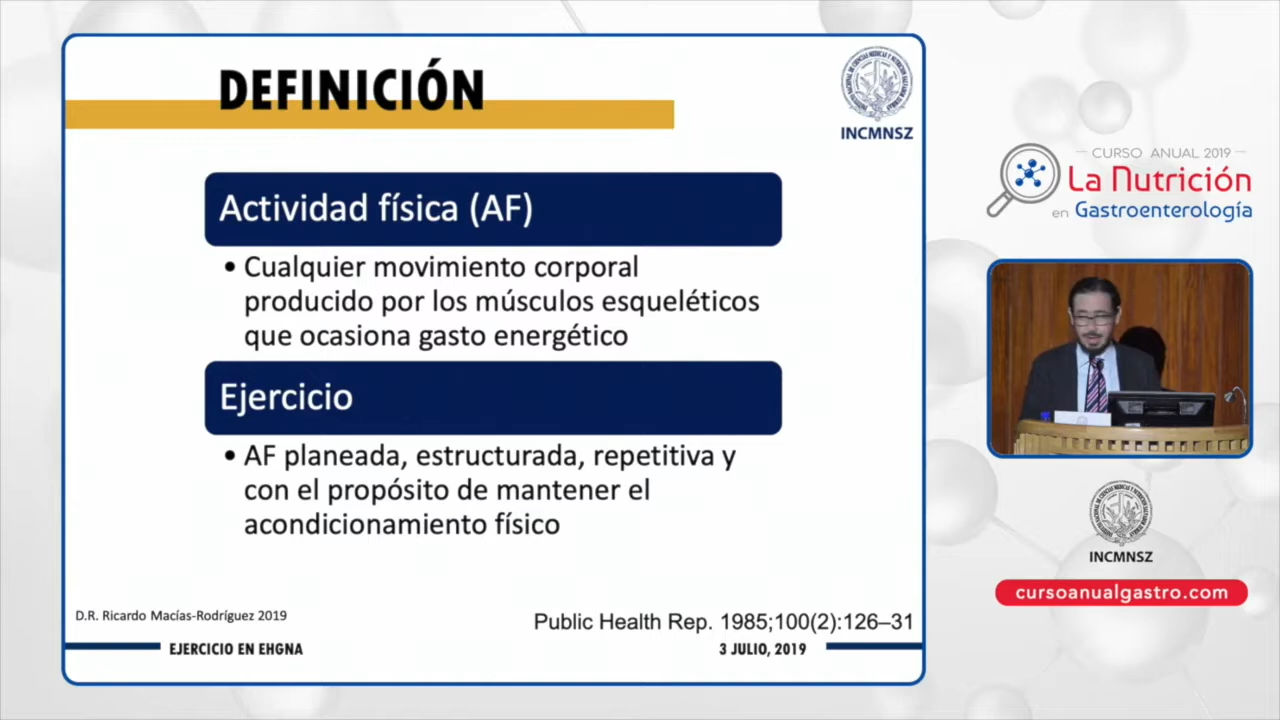 DEFINICIÓN
INCMNSZ
Actividad física (AF)
• Cualquier movimiento corporal
producido por los músculos esqueléticos
que ocasiona gasto energético
Ejercicio
• AF planeada, estructurada, repetitiva y
con el propósito de mantener el
acondicionamiento físico
D.R. Ricardo Macías-Rodríguez 2019
Public Health Rep. 1985;100(2):126–31
EJERCICIO EN EHGNA
3 JULIO, 2019
CURSO ANUAL 2019
La Nutrición
en Gastroenterología
INCMNSZ
cursoanualgastro.com